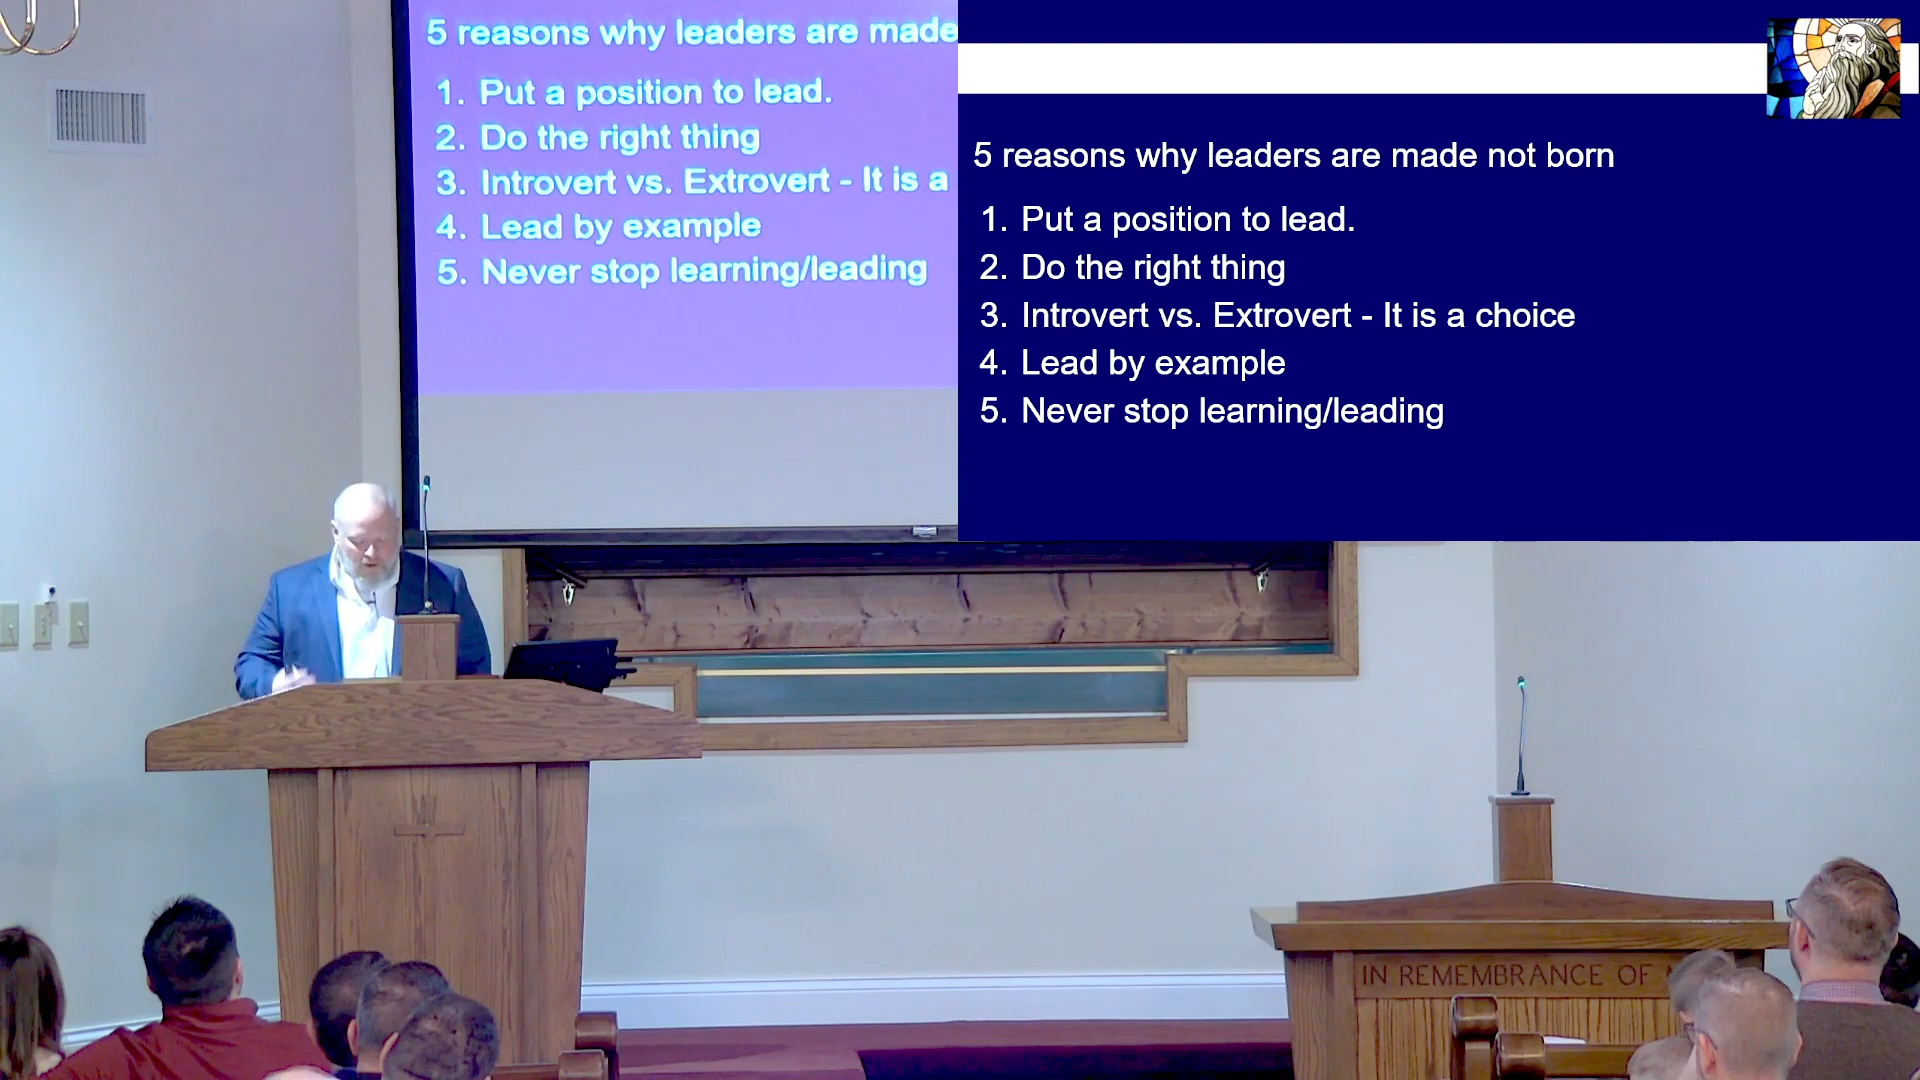 5 reasons why leaders are made
1. Put a position to lead.
2. Do the right thing
3. Introvert vs. Extrovert - It is a
4. Lead by example
5. Never stop learning/leading
5 reasons why leaders are made not born
1. Put a position to lead.
2. Do the right thing
3. Introvert vs. Extrovert - It is a choice
4. Lead by example
5. Never stop learning/leading
IN REMEMBRANCE OF